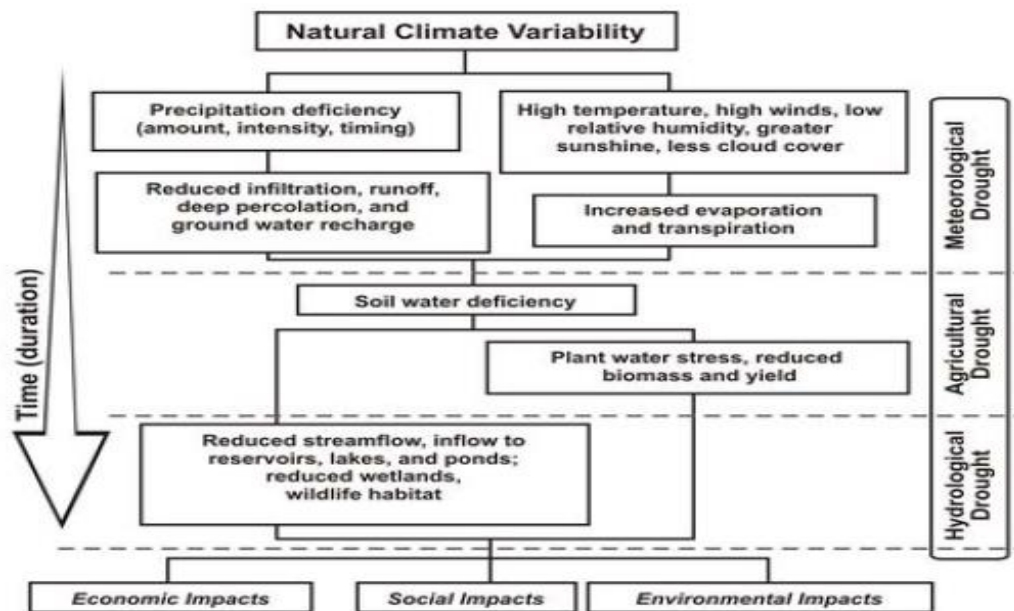 Natural Climate Variability
Precipitation deficiency
(amount, intensity, timing)
High temperature, high winds, low
relative humidity, greater
sunshine, less cloud cover
Reduced infiltration, runoff,
deep percolation, and
ground water recharge
Increased evaporation
and transpiration
Meteorological
Drought
Soil water deficiency
Plant water stress, reduced
biomass and yield
Agricultural
Drought
Time (duration)
Reduced streamflow, inflow to
reservoirs, lakes, and ponds;
reduced wetlands,
wildlife habitat
Hydrological
Drought
Economic Impacts
Social Impacts
Environmental Impacts